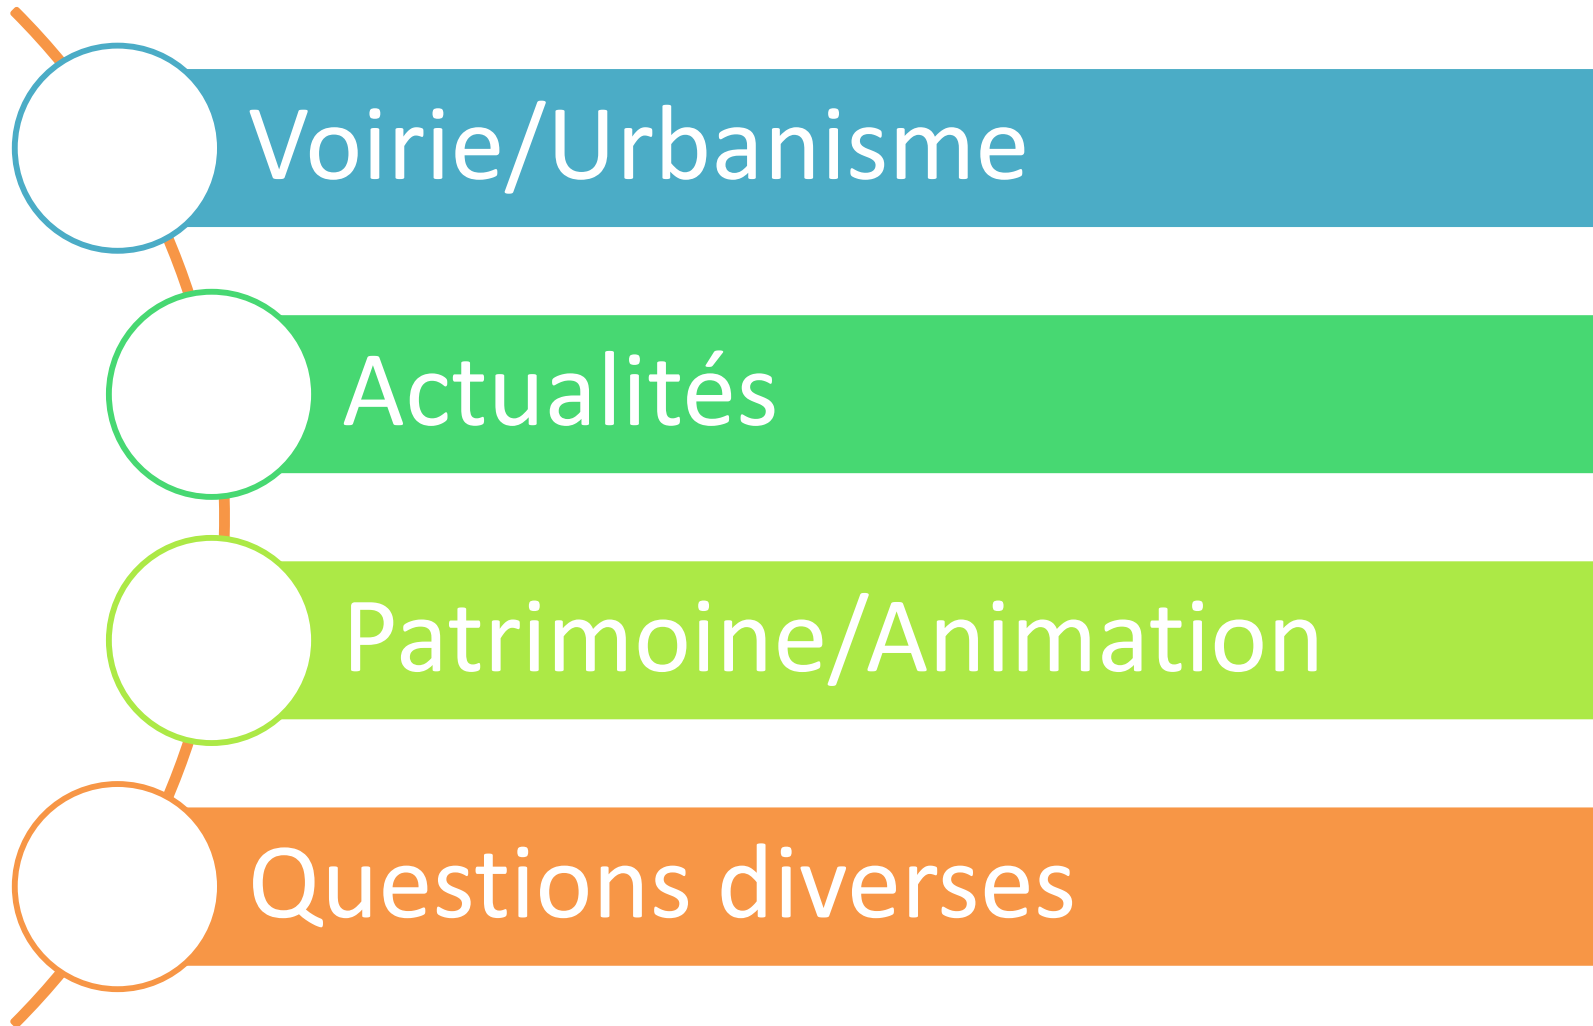 Voirie/Urbanisme
Actualités
Patrimoine/Animation
Questions diverses